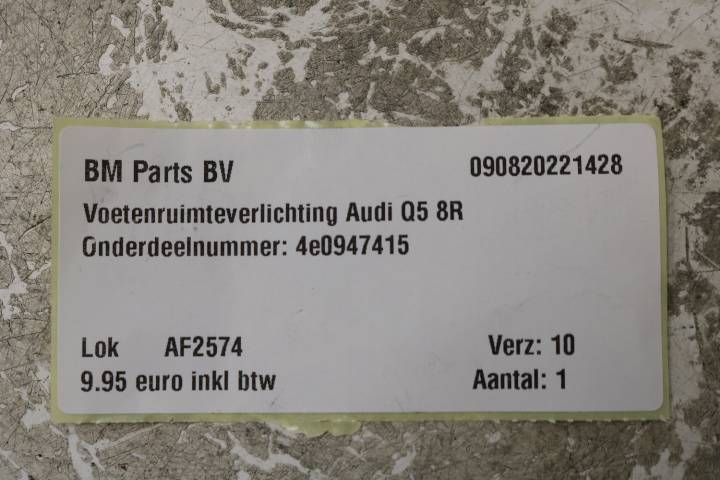 BM Parts BV 090820221428
Voetenruimteverlichting Audi Q5 8R
Onderdeelnummer: 4e0947415
Lok AF2574 Verz: 10
9.95 euro inkl btw Aantal: 1